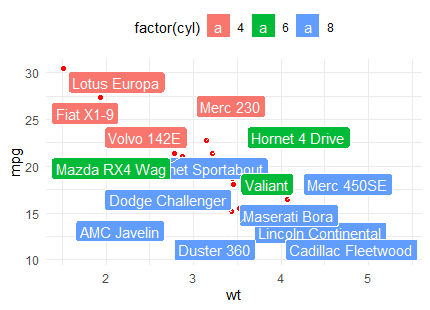 factor(cyl) a 4 a 6 a 8
mpg
30
25
20
15
10
Lotus Europa
Fiat X1-9
Merc 230
Volvo 142E
Hornet 4 Drive
Mazda RX4 Wag
net Sportabout
Valiant
Merc 450SE
Dodge Challenger
Maserati Bora
AMC Javelin
Lincoln Continental
Duster 360
Cadillac Fleetwood
2 3 4 5
wt